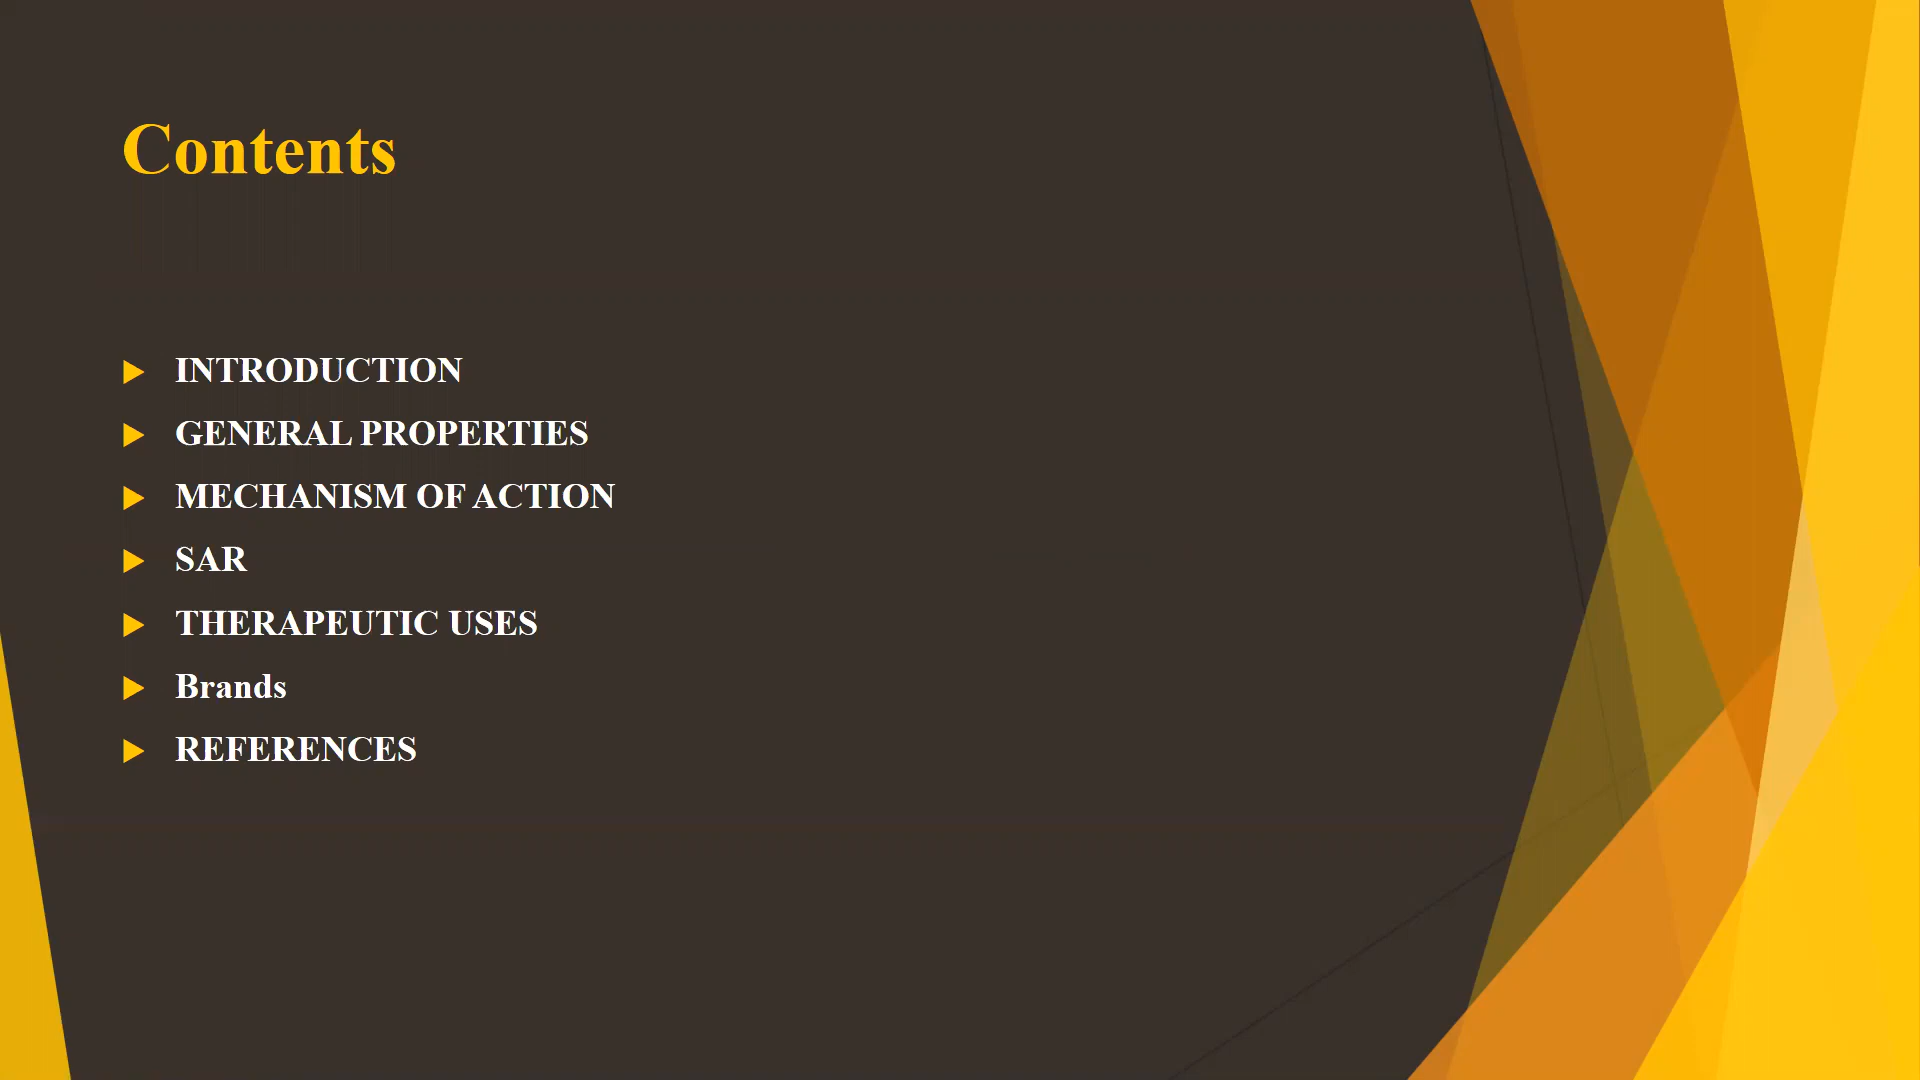 Contents
INTRODUCTION
GENERAL PROPERTIES
MECHANISM OF ACTION
SAR
THERAPEUTIC USES
Brands
REFERENCES